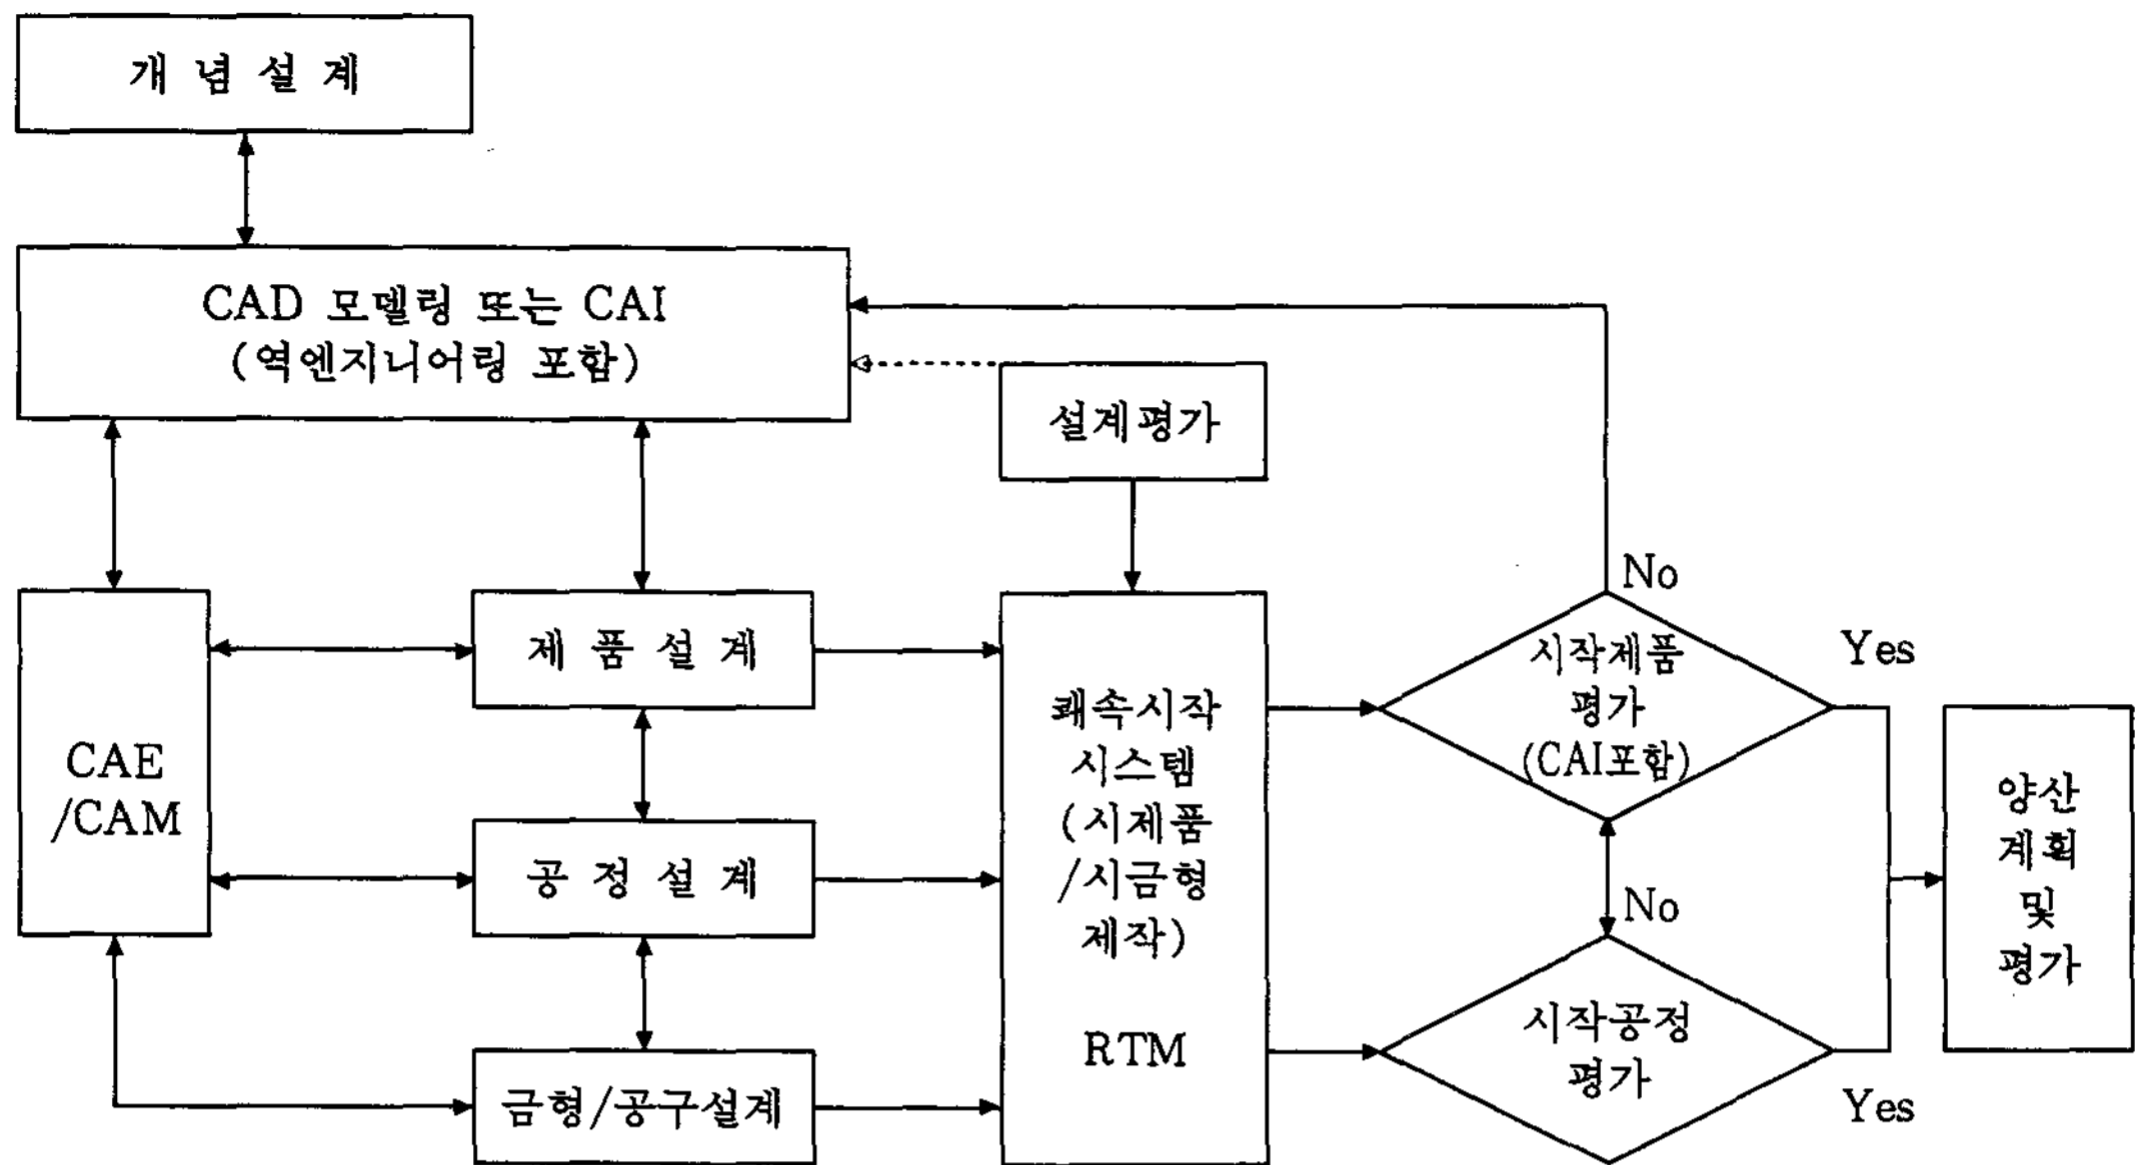 개 념 설 계
CAD 모델링 또는 CAI
(역엔지니어링 포함)
설계평가
No
CAE
/CAM
제 품 설 계
공 정 설 계
금형/공구설계
쾌속시작
시스템
(시제품
/시금형
제작)
RTM
시작제품
평가
(CAI포함)
Yes
No
시작공정
평가
Yes
양산
계획
및
평가